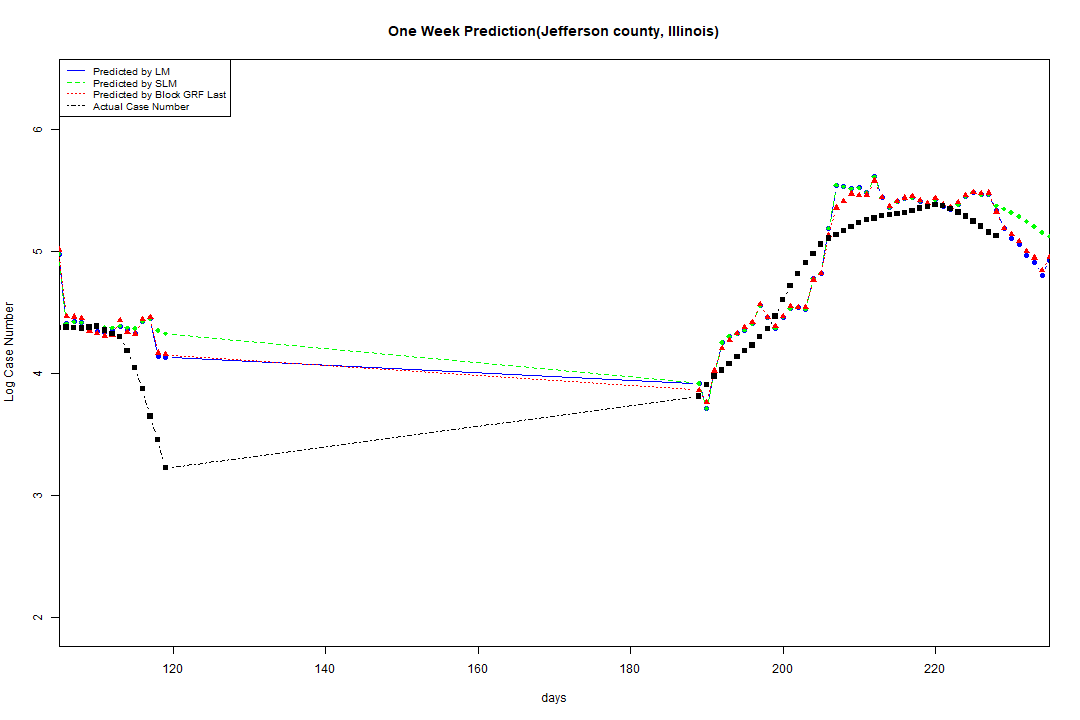 One Week Prediction(Jefferson county, Illinois)
Predicted by LM
Predicted by SLM
Predicted by Block GRF Last
Actual Case Number
6
5
4
3
2
Log Case Number
120 140 160 180 200 220
days